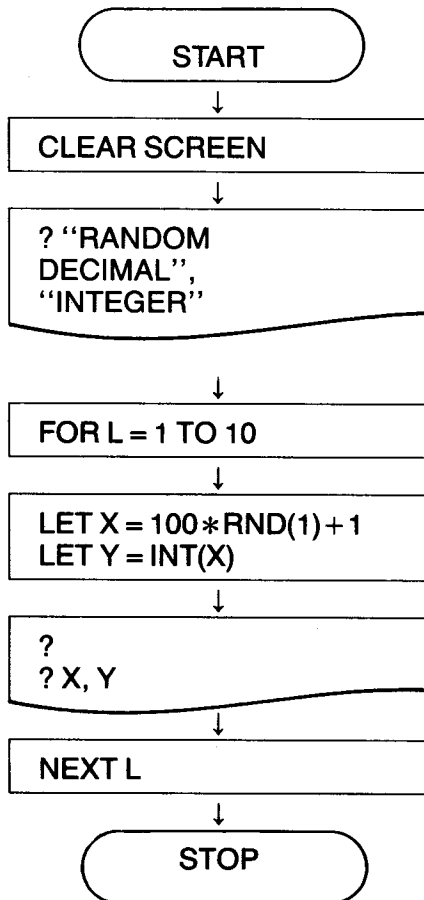 START
CLEAR SCREEN
? “RANDOM
DECIMAL”,
“INTEGER”
FOR L = 1 TO 10
LET X = 100*RND(1)+1
LET Y = INT(X)
?
? X, Y
NEXT L
STOP